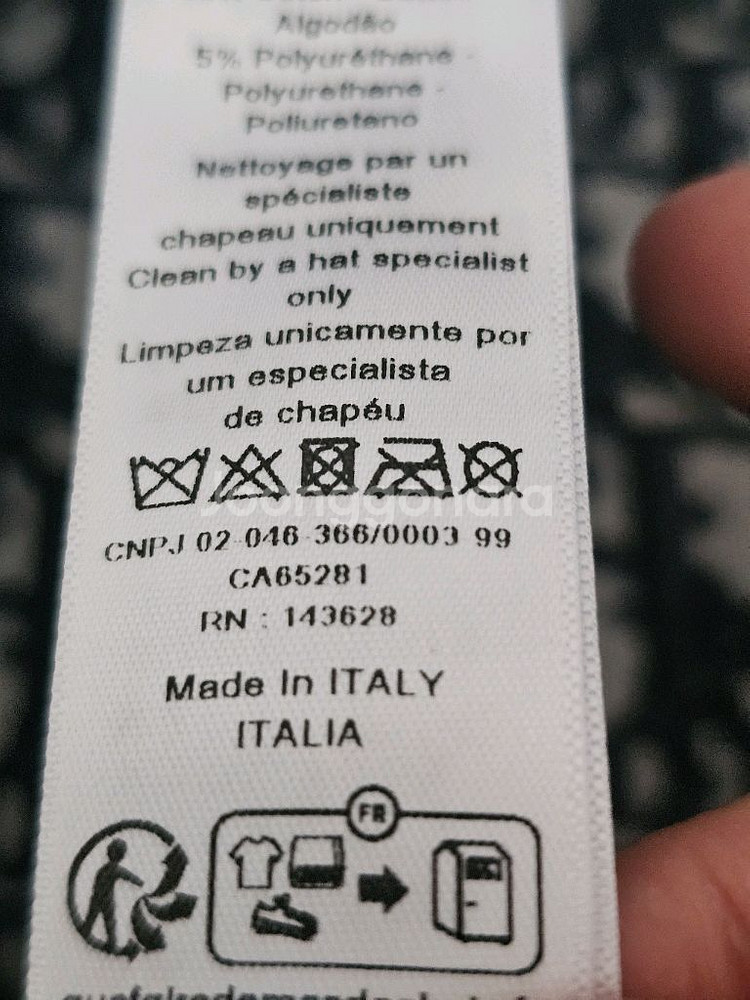 Algodão
5% Polyuréthane -
Polyurethane -
Poliuretano
Nettoyage par un
spécialiste
chapeau uniquement
Clean by a hat specialist
only
Limpeza unicamente por
um especialista
de chapéu
Joonggonara
CNPJ 02-046-366/0003 99
CA65281
RN : 143628
Made In ITALY
ITALIA
FR